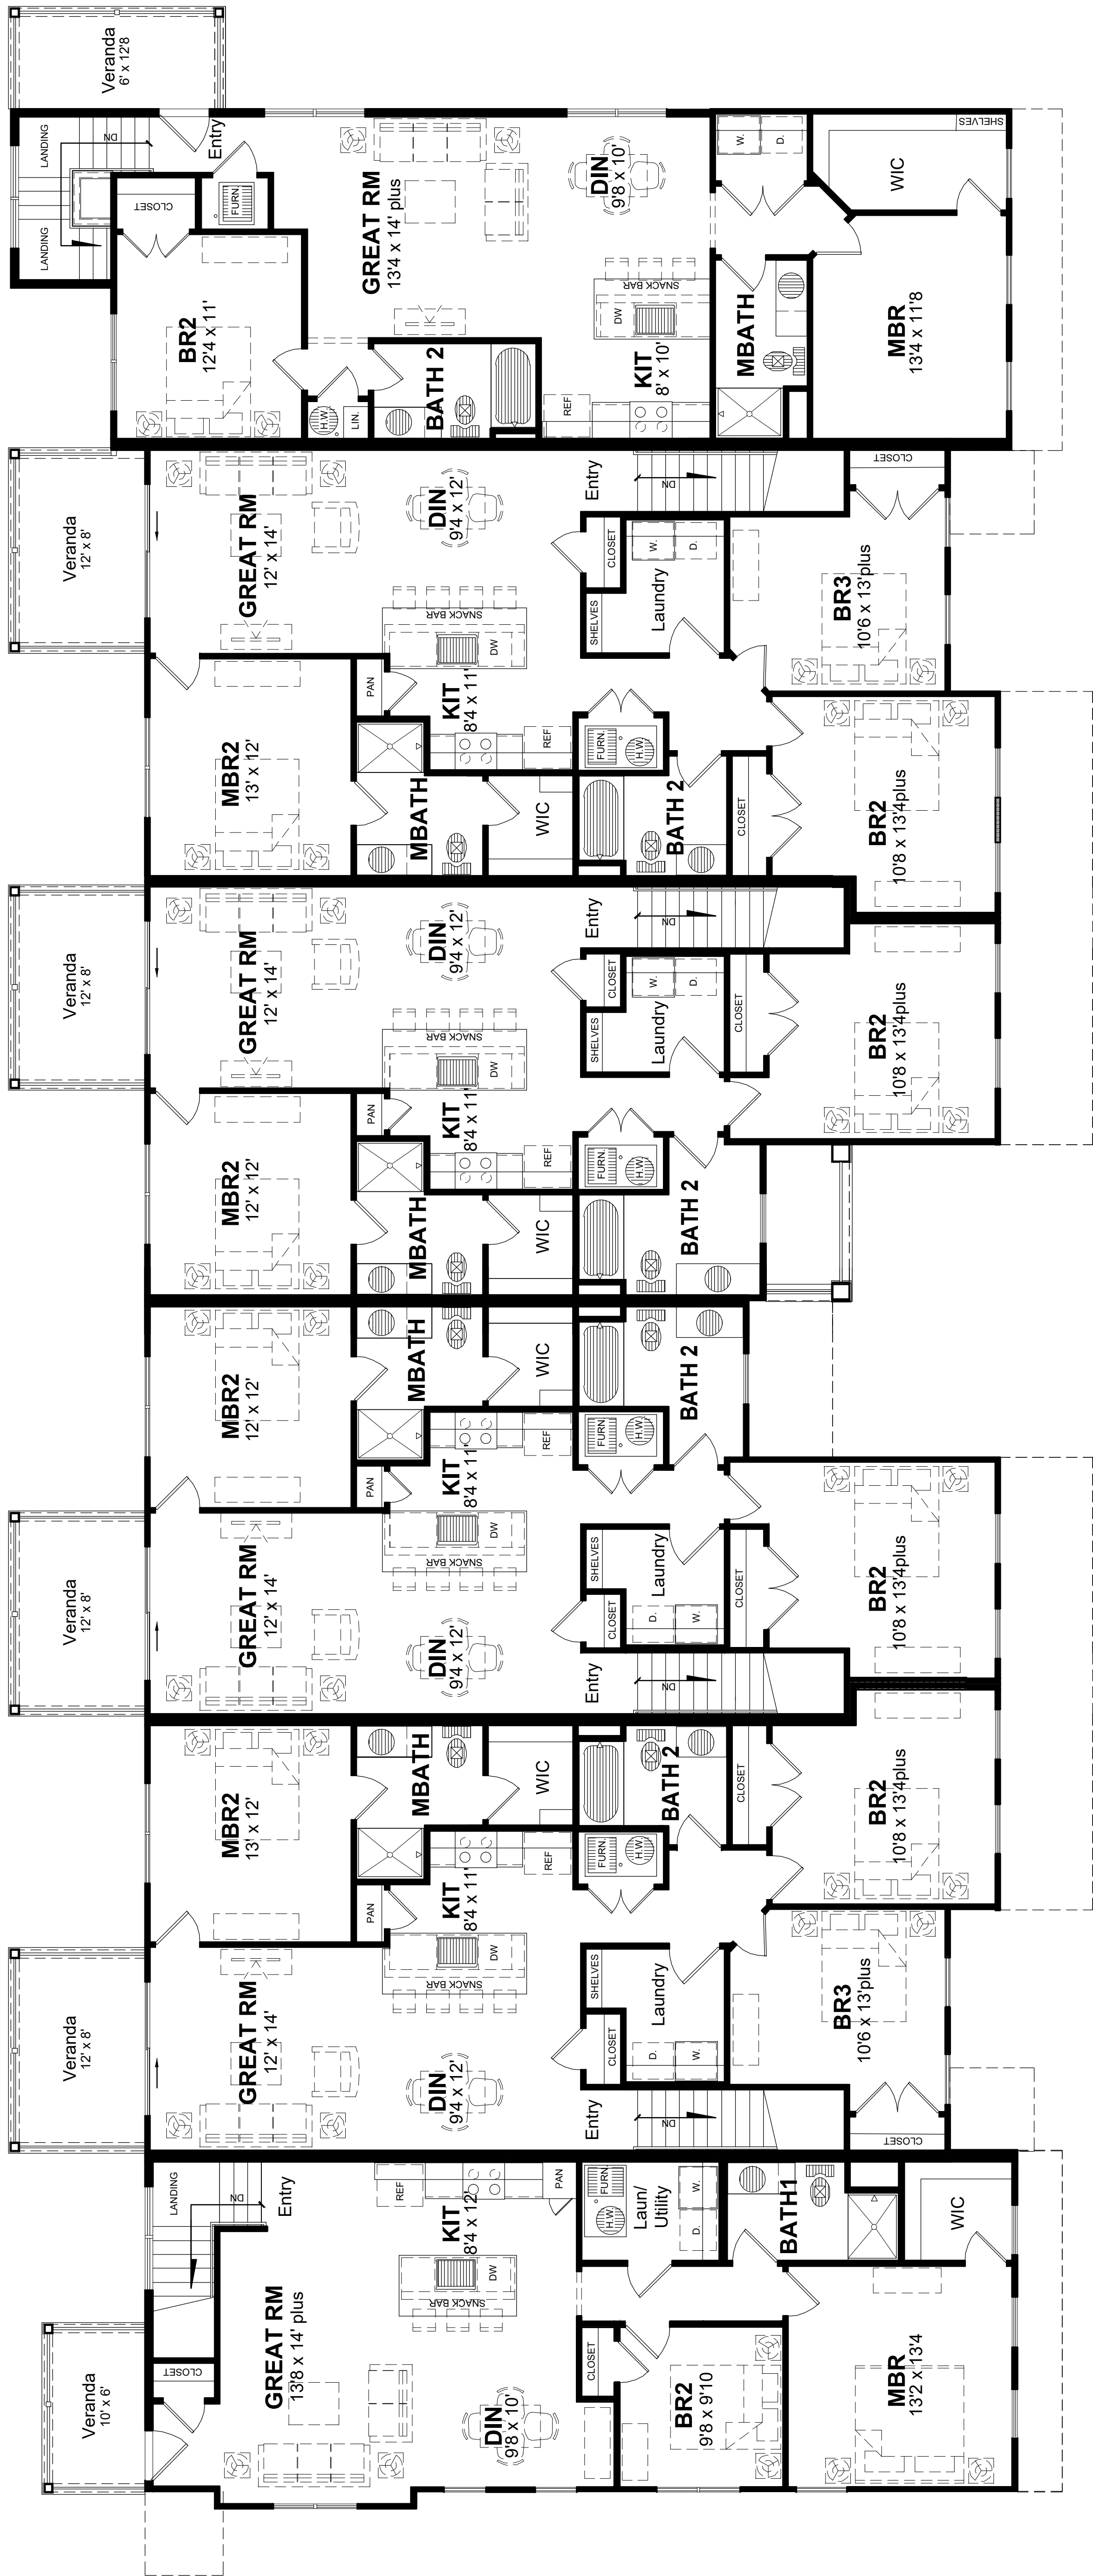 Veranda
6' x 12'8
LANDING
DN
LANDING
Entry
CLOSET
FURN.
GREAT RM
13'4 x 14' plus
DIN
9'8 x 10'
W.
D.
SHELVES
WIC
BR2
12'4 x 11'
SNACK BAR
DW
KIT
8' x 10'
REF
MBATH
MBR
13'4 x 11'8
H.W.
LIN.
BATH 2
Veranda
12' x 8'
GREAT RM
12' x 14'
DIN
9'4 x 12'
Entry
DN
CLOSET
CLOSET
W.
D.
SHELVES
Laundry
BR3
10'6 x 13'plus
SNACK BAR
DW
MBR2
13' x 12'
PAN
KIT
8'4 x 11'
REF
FURN.
H.W.
MBATH
WIC
BATH 2
CLOSET
BR2
10'8 x 13'4plus
Veranda
12' x 8'
GREAT RM
12' x 14'
DIN
9'4 x 12'
Entry
DN
CLOSET
W.
D.
SHELVES
Laundry
CLOSET
BR2
10'8 x 13'4plus
SNACK BAR
DW
MBR2
12' x 12'
PAN
KIT
8'4 x 11'
REF
FURN.
H.W.
MBATH
WIC
BATH 2
MBR2
12' x 12'
MBATH
WIC
BATH 2
PAN
KIT
8'4 x 11'
REF
FURN.
H.W.
Veranda
12' x 8'
GREAT RM
12' x 14'
SNACK BAR
DW
DIN
9'4 x 12'
SHELVES
Laundry
CLOSET
D.
W.
Entry
DN
CLOSET
BR2
10'8 x 13'4plus
MBR2
13' x 12'
MBATH
WIC
BATH 2
CLOSET
BR2
10'8 x 13'4plus
PAN
KIT
8'4 x 11'
REF
FURN.
H.W.
Veranda
12' x 8'
GREAT RM
12' x 14'
SNACK BAR
DW
DIN
9'4 x 12'
SHELVES
Laundry
CLOSET
D.
W.
Entry
DN
BR3
10'6 x 13'plus
CLOSET
LANDING
DN
Entry
REF
KIT
8'4 x 12'
PAN
FURN.
H.W.
Laun/
Utility
W.
D.
BATH1
WIC
SNACK BAR
DW
Veranda
10' x 6'
CLOSET
GREAT RM
13'8 x 14' plus
DIN
9'8 x 10'
CLOSET
BR2
9'8 x 9'10
MBR
13'2 x 13'4